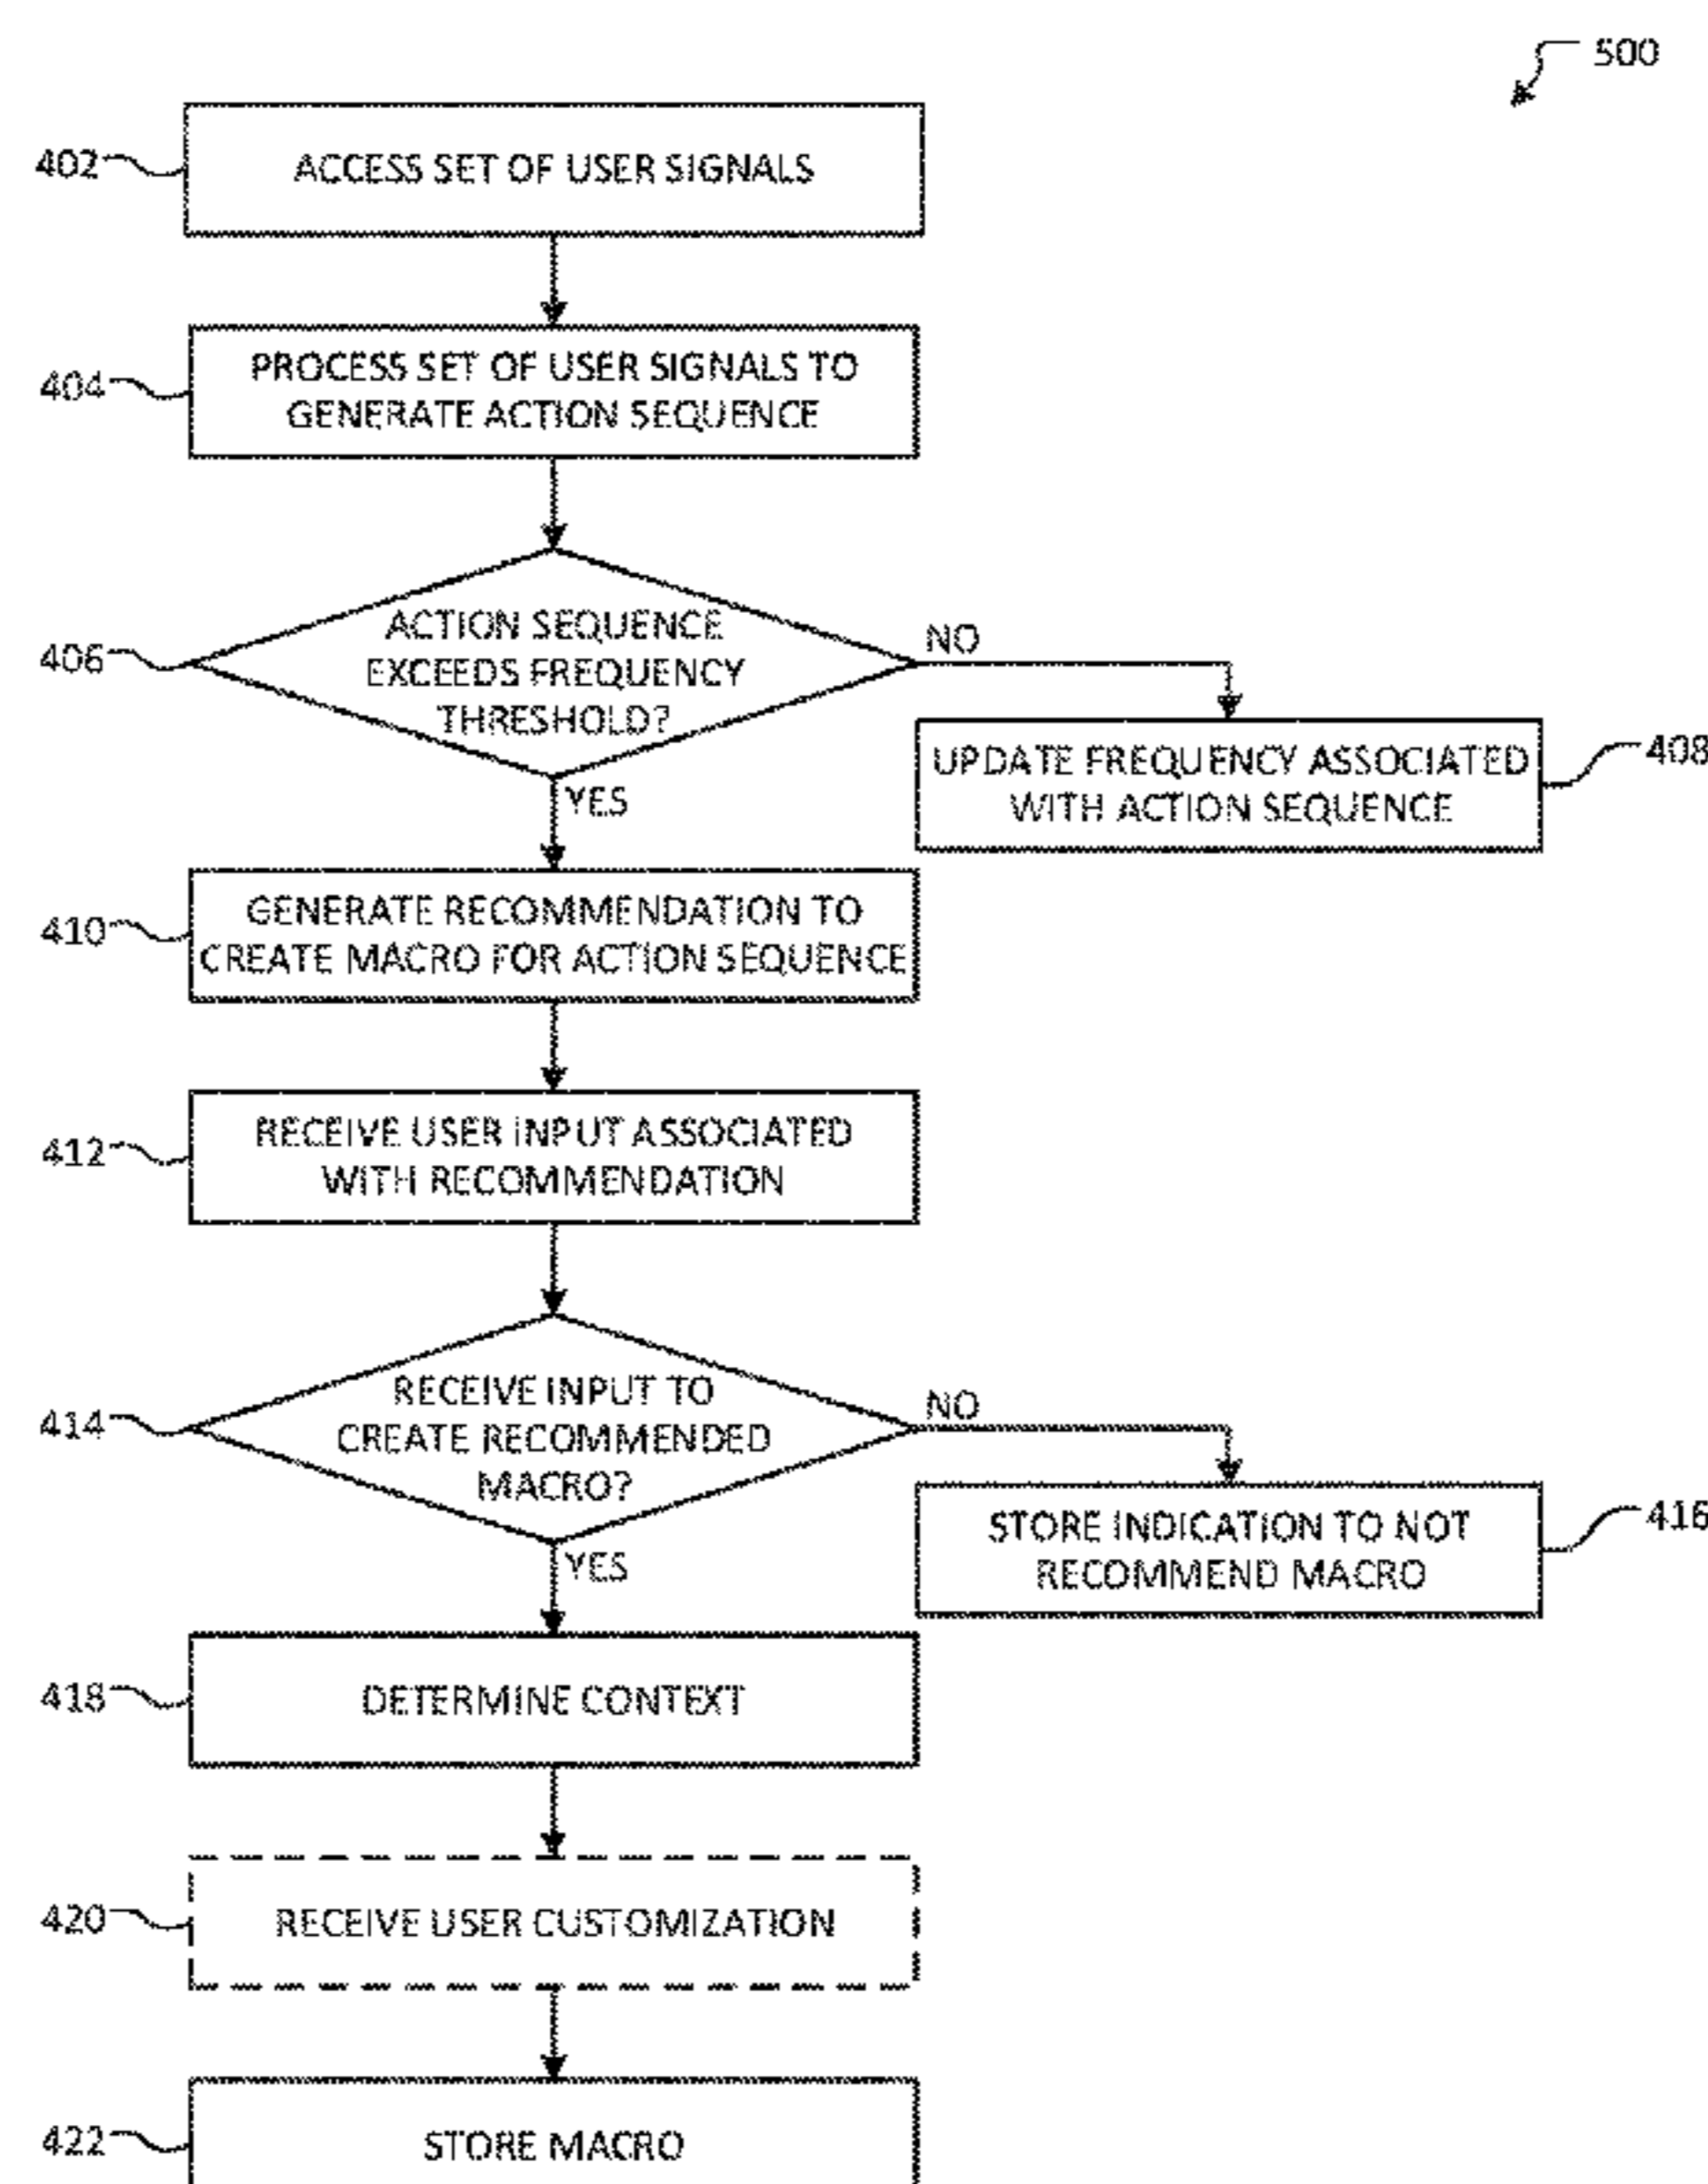 500
402
ACCESS SET OF USER SIGNALS
404
PROCESS SET OF USER SIGNALS TO
GENERATE ACTION SEQUENCE
406
ACTION SEQUENCE
EXCEEDS FREQUENCY
THRESHOLD?
NO
408
UPDATE FREQUENCY ASSOCIATED
WITH ACTION SEQUENCE
YES
410
GENERATE RECOMMENDATION TO
CREATE MACRO FOR ACTION SEQUENCE
412
RECEIVE USER INPUT ASSOCIATED
WITH RECOMMENDATION
414
RECEIVE INPUT TO
CREATE RECOMMENDED
MACRO?
NO
416
STORE INDICATION TO NOT
RECOMMEND MACRO
YES
418
DETERMINE CONTEXT
420
RECEIVE USER CUSTOMIZATION
422
STORE MACRO